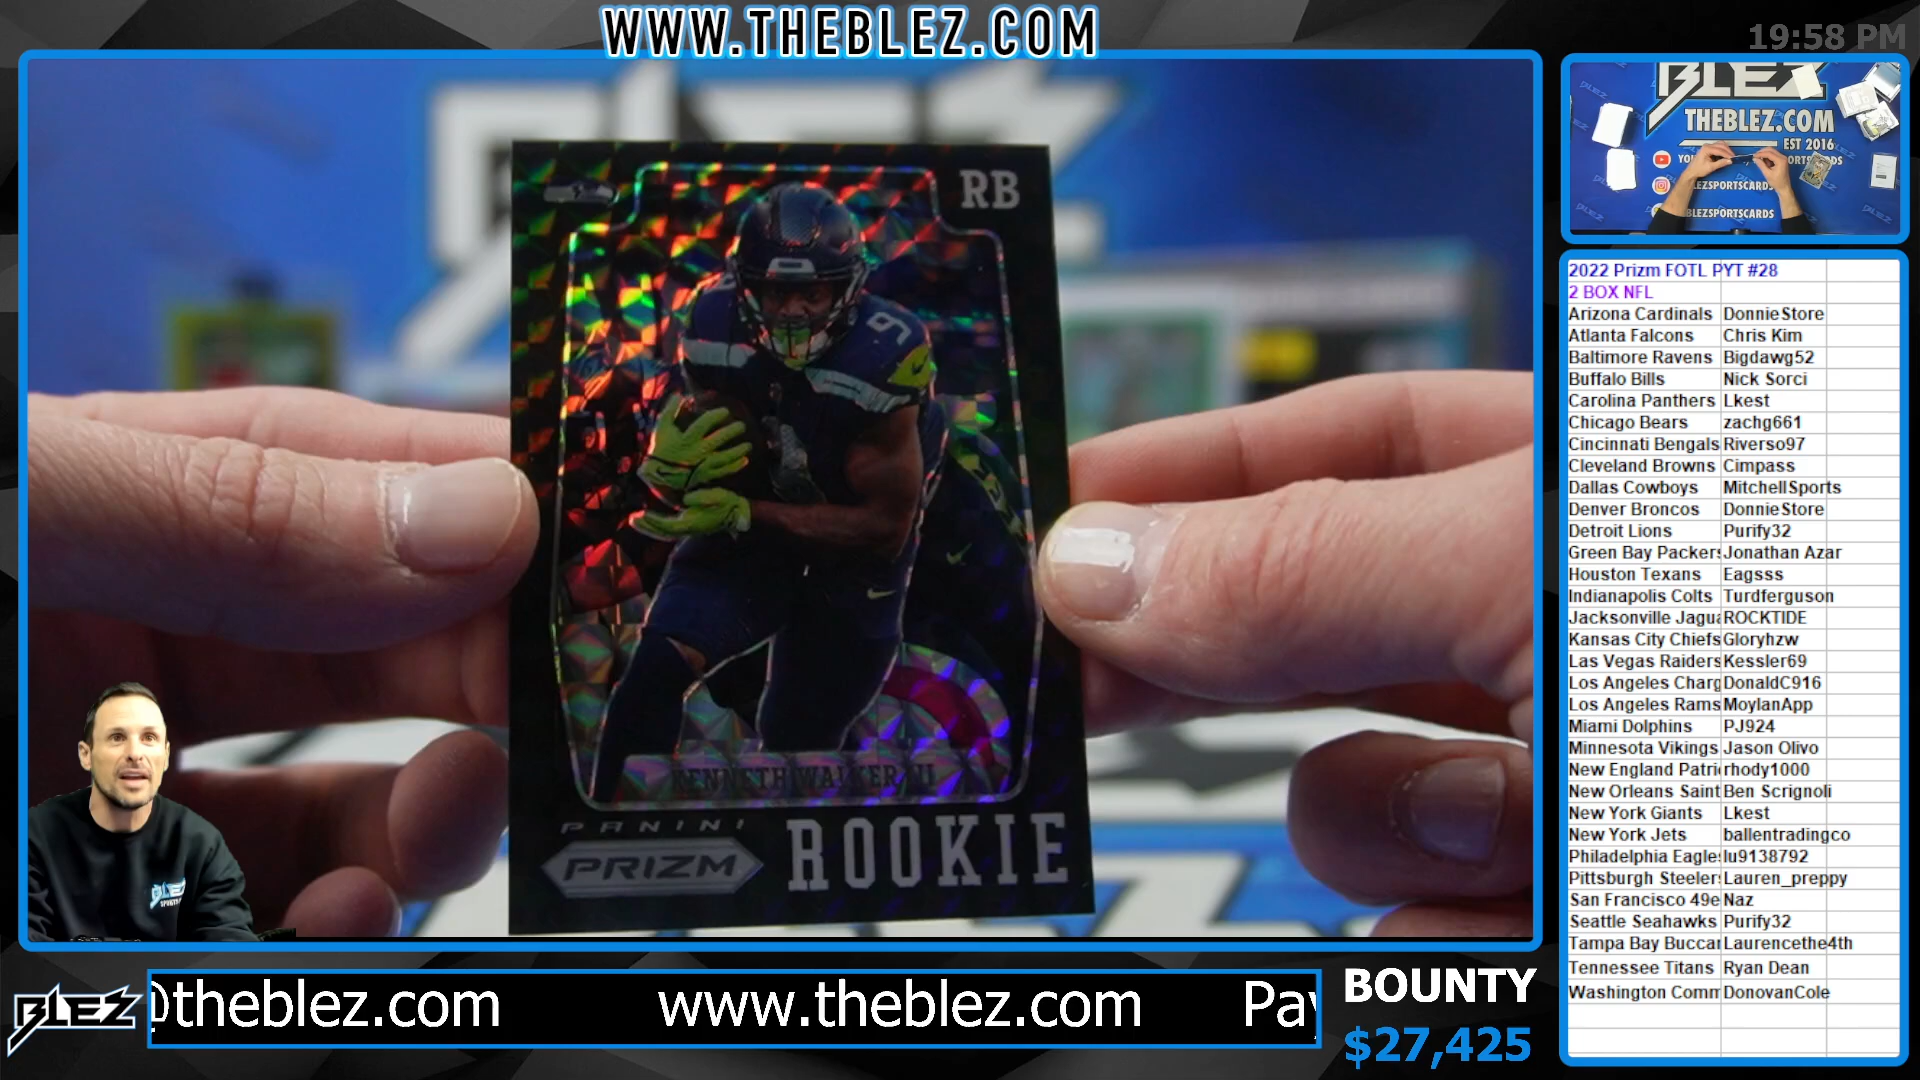 WWW.THEBLEZ.COM
19:58 PM
BLEZ
THEBLEZ.COM
EST 2016
BLEZSPORTSCARDS
RB
9
KENNETH WALKER III
PANINI
PRIZM
ROOKIE
2022 Prizm FOTL PYT #28
2 BOX NFL
Arizona Cardinals DonnieStore
Atlanta Falcons Chris Kim
Baltimore Ravens Bigdawg52
Buffalo Bills Nick Sorci
Carolina Panthers Lkest
Chicago Bears zachg661
Cincinnati Bengals Riverso97
Cleveland Browns Cimpass
Dallas Cowboys MitchellSports
Denver Broncos DonnieStore
Detroit Lions Purify32
Green Bay Packers Jonathan Azar
Houston Texans Eagsss
Indianapolis Colts Turdferguson
Jacksonville Jagua ROCKTIDE
Kansas City Chiefs Gloryhzw
Las Vegas Raiders Kessler69
Los Angeles Charg DonaldC916
Los Angeles Rams MoylanApp
Miami Dolphins PJ924
Minnesota Vikings Jason Olivo
New England Patri rhody1000
New Orleans Saint Ben Scrignoli
New York Giants Lkest
New York Jets ballentradingco
Philadelphia Eagles lu9138792
Pittsburgh Steelers Lauren_preppy
San Francisco 49e Naz
Seattle Seahawks Purify32
Tampa Bay Buccan Laurencethe4th
Tennessee Titans Ryan Dean
Washington Comm DonovanCole
BLEZ
@theblez.com www.theblez.com Pay
BOUNTY
$27,425